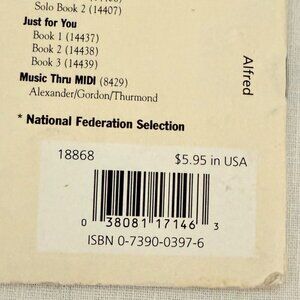 Solo Book 2 (14407)
Just for You
Book 1 (14437)
Book 2 (14438)
Book 3 (14439)
Music Thru MIDI (8429)
Alexander/Gordon/Thurmond
* National Federation Selection
Alfred
18868 $5.95 in USA
0 38081 17146 3
ISBN 0-7390-0397-6